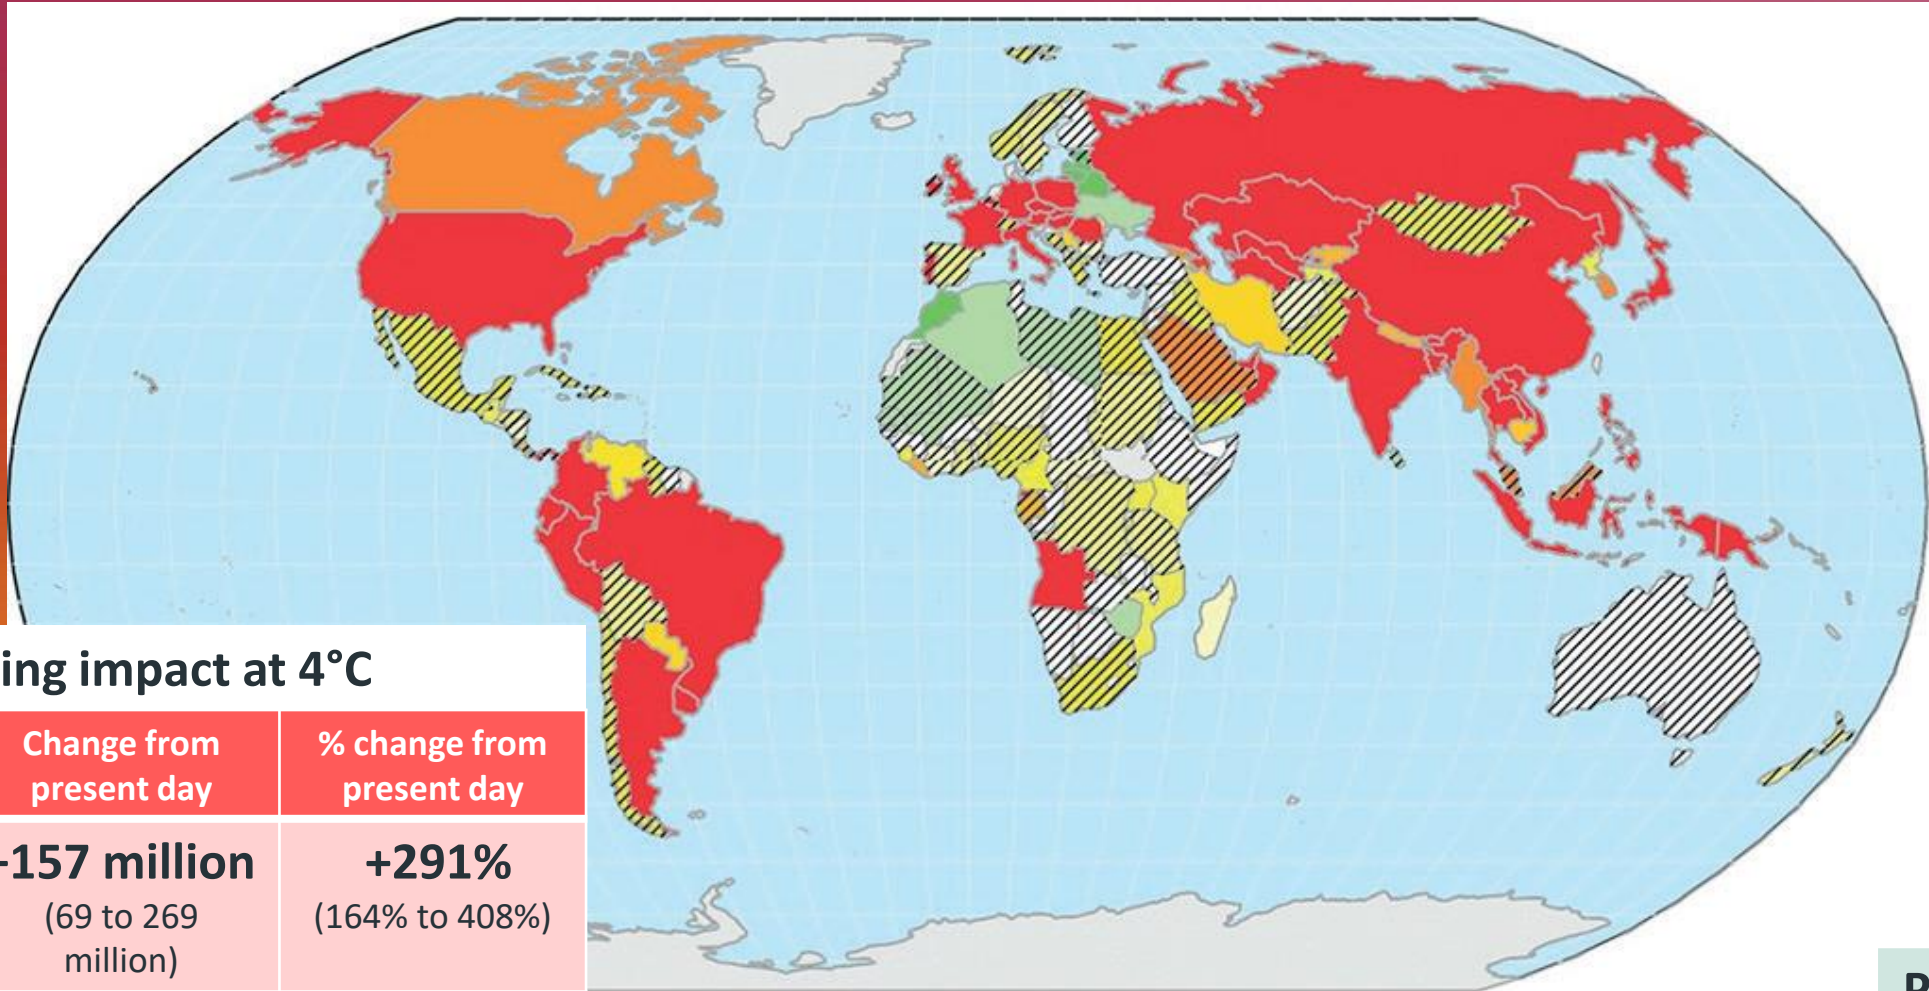 ing impact at 4°C
Change from
present day
% change from
present day
+157 million
(69 to 269
million)
+291%
(164% to 408%)